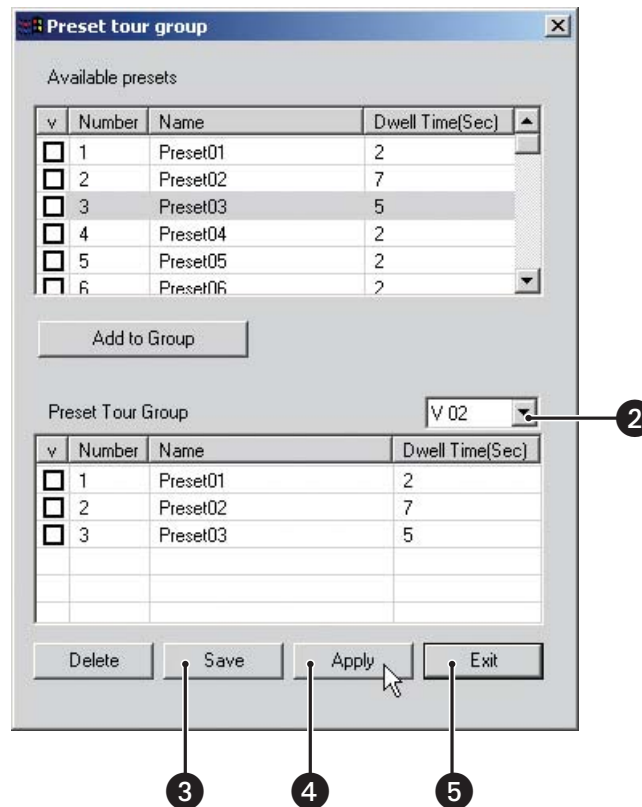 Preset tour group
Available presets
v Number Name Dwell Time(Sec)
1 Preset01 2
2 Preset02 7
3 Preset03 5
4 Preset04 2
5 Preset05 2
6 Preset06 2
Add to Group
Preset Tour Group V 02 2
v Number Name Dwell Time(Sec)
1 Preset01 2
2 Preset02 7
3 Preset03 5
Delete Save Apply Exit
3 4 5